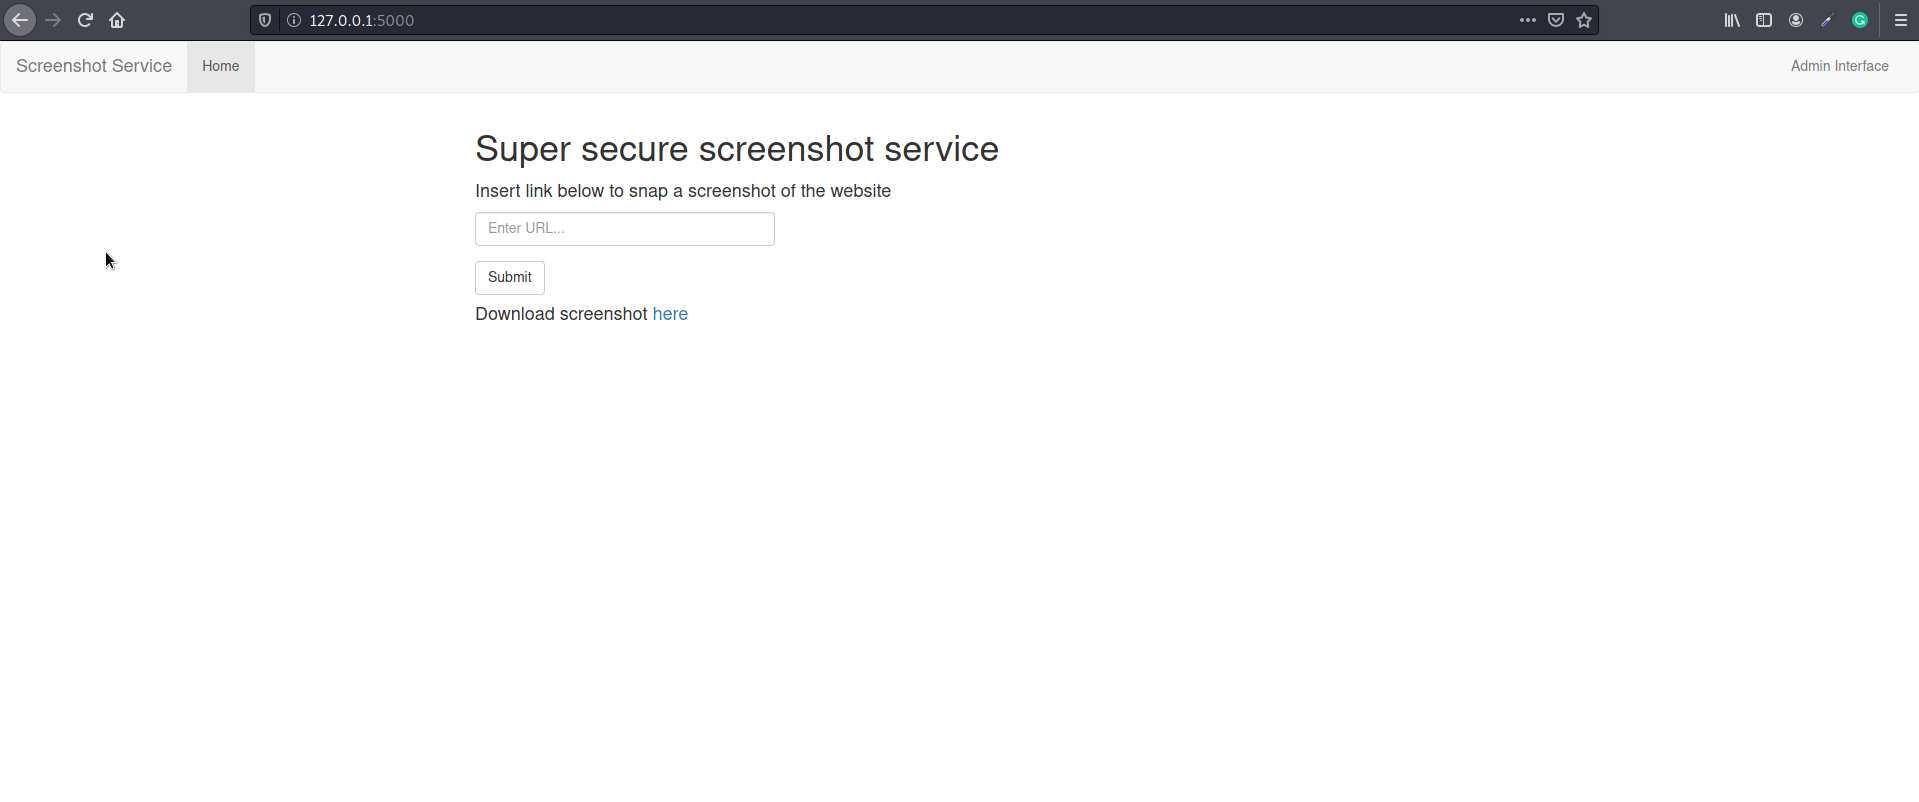 127.0.0.1:5000
Screenshot Service Home Admin Interface
Super secure screenshot service
Insert link below to snap a screenshot of the website
Enter URL...
Submit
Download screenshot here